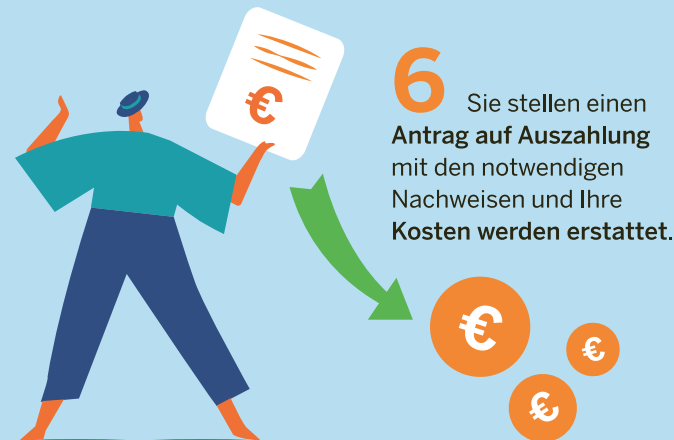 €
6 Sie stellen einen
Antrag auf Auszahlung
mit den notwendigen
Nachweisen und Ihre
Kosten werden erstattet.
€
€
€